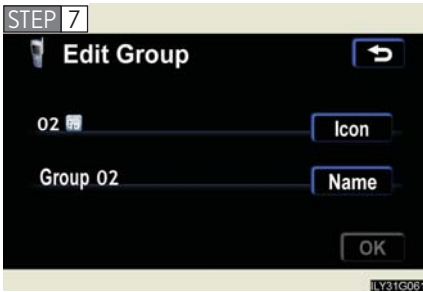 STEP 7
Edit Group
02
Icon
Group 02
Name
OK
ILY31G061